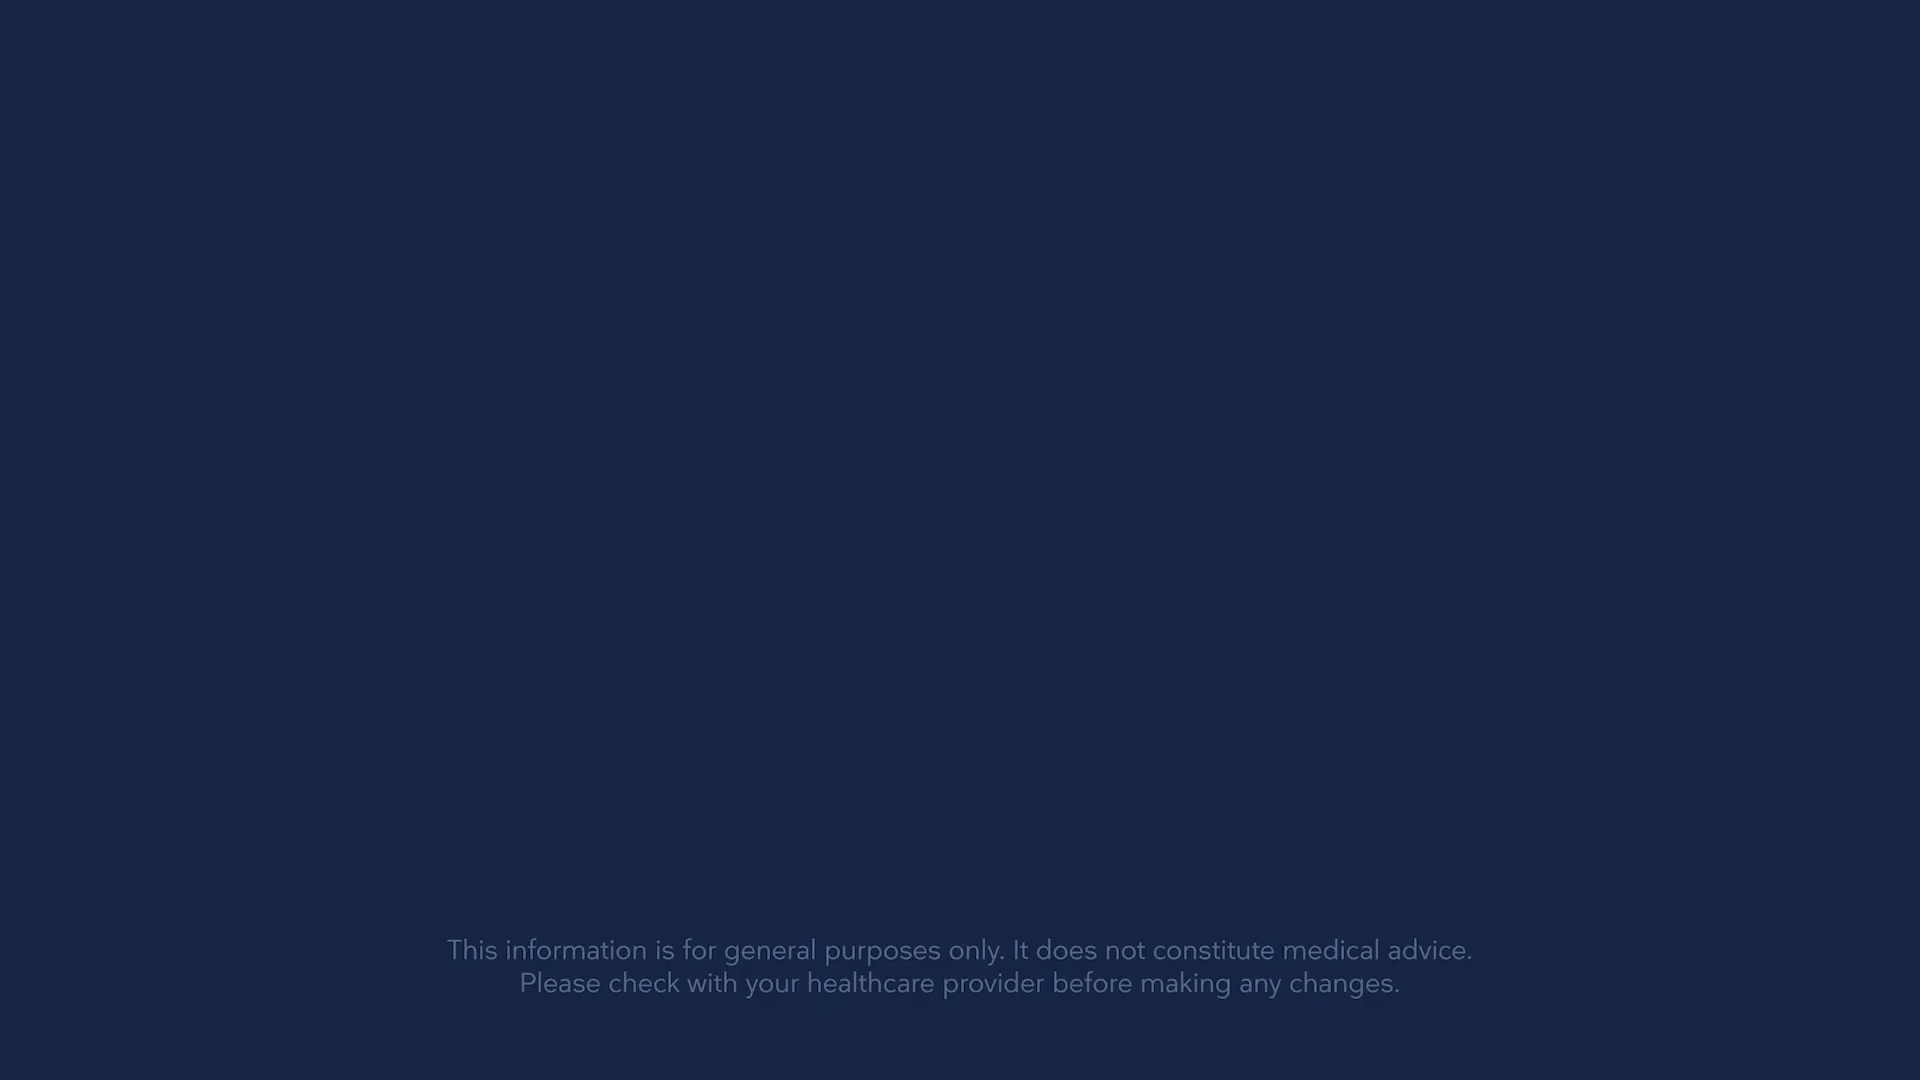 This information is for general purposes only. It does not constitute medical advice.
Please check with your healthcare provider before making any changes.